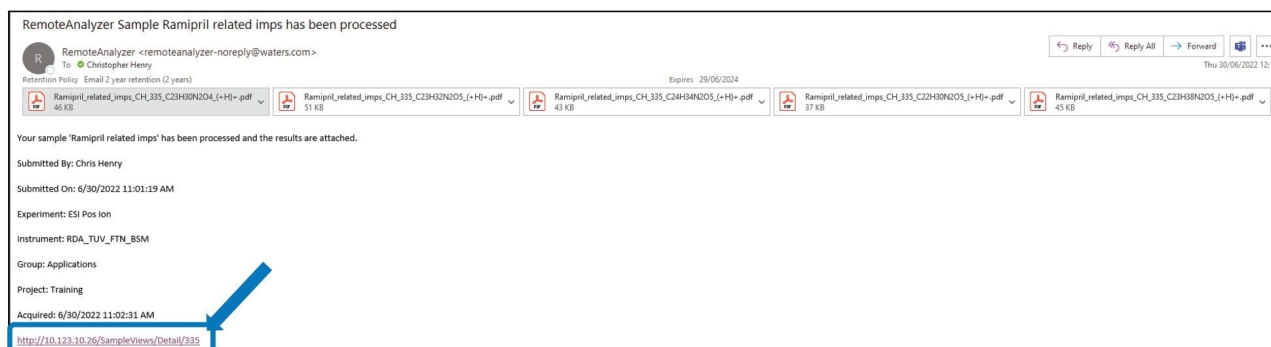 RemoteAnalyzer Sample Ramipril related imps has been processed
R
RemoteAnalyzer <remoteanalyzer-noreply@waters.com>
To Christopher Henry
Reply
Reply All
Forward
Thu 30/06/2022 12:
Retention Policy Email 2 year retention (2 years)
Expires 29/06/2024
Ramipril_related_imps_CH_335_C23H30N2O4_(+H)+.pdf
46 KB
Ramipril_related_imps_CH_335_C23H32N2O5_(+H)+.pdf
51 KB
Ramipril_related_imps_CH_335_C24H34N2O5_(+H)+.pdf
43 KB
Ramipril_related_imps_CH_335_C22H30N2O5_(+H)+.pdf
37 KB
Ramipril_related_imps_CH_335_C23H38N2O5_(+H)+.pdf
45 KB
Your sample 'Ramipril related imps' has been processed and the results are attached.
Submitted By: Chris Henry
Submitted On: 6/30/2022 11:01:19 AM
Experiment: ESI Pos Ion
Instrument: RDA_TUV_FTN_BSM
Group: Applications
Project: Training
Acquired: 6/30/2022 11:02:31 AM
http://10.123.10.26/SampleViews/Detail/335